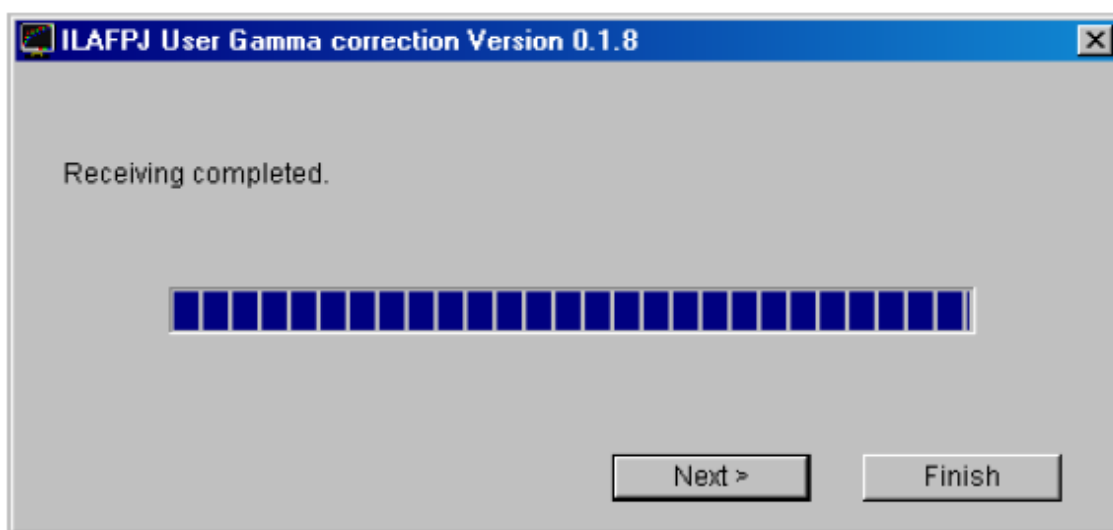 ILAFPJ User Gamma correction Version 0.1.8
Receiving completed.
Next >
Finish